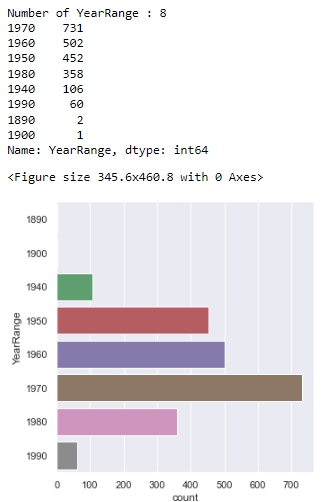 Number of YearRange : 8
1970    731
1960    502
1950    452
1980    358
1940    106
1990     60
1890      2
1900      1
Name: YearRange, dtype: int64
<Figure size 345.6x460.8 with 0 Axes>
1890
1900
1940
1950
1960
1970
1980
1990
YearRange
0 100 200 300 400 500 600 700
count